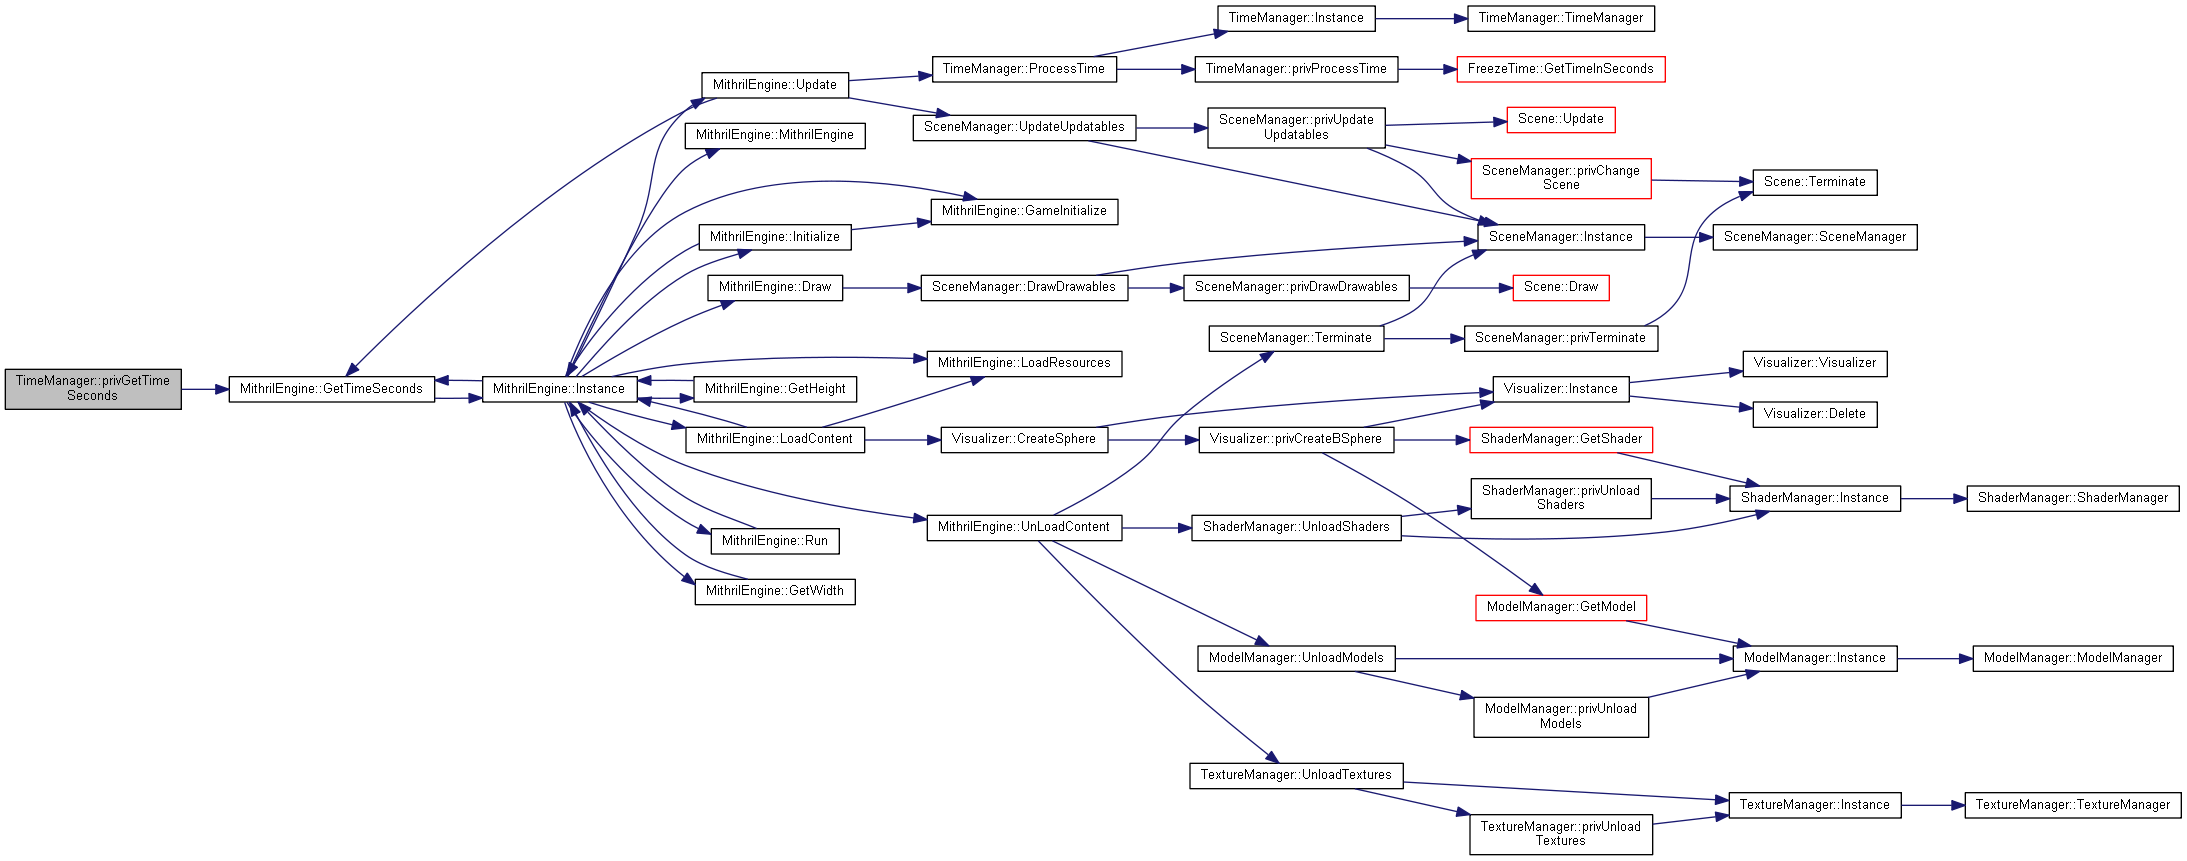 TimeManager::privGetTime
Seconds
MithrilEngine::GetTimeSeconds
MithrilEngine::Instance
MithrilEngine::Update
MithrilEngine::MithrilEngine
MithrilEngine::GameInitialize
MithrilEngine::Initialize
MithrilEngine::Draw
MithrilEngine::LoadResources
MithrilEngine::GetHeight
MithrilEngine::LoadContent
MithrilEngine::UnLoadContent
MithrilEngine::Run
MithrilEngine::GetWidth
TimeManager::ProcessTime
SceneManager::UpdateUpdatables
SceneManager::DrawDrawables
Visualizer::CreateSphere
TimeManager::Instance
TimeManager::privProcessTime
SceneManager::privUpdate
Updatables
SceneManager::privDrawDrawables
SceneManager::Terminate
Visualizer::privCreateBSphere
ShaderManager::UnloadShaders
ModelManager::UnloadModels
TextureManager::UnloadTextures
TimeManager::TimeManager
FreezeTime::GetTimeInSeconds
Scene::Update
SceneManager::privChange
Scene
SceneManager::Instance
Scene::Draw
SceneManager::privTerminate
Visualizer::Instance
ShaderManager::GetShader
ShaderManager::privUnload
Shaders
ModelManager::GetModel
ModelManager::privUnload
Models
TextureManager::privUnload
Textures
Scene::Terminate
SceneManager::SceneManager
Visualizer::Visualizer
Visualizer::Delete
ShaderManager::Instance
ModelManager::Instance
TextureManager::Instance
ShaderManager::ShaderManager
ModelManager::ModelManager
TextureManager::TextureManager